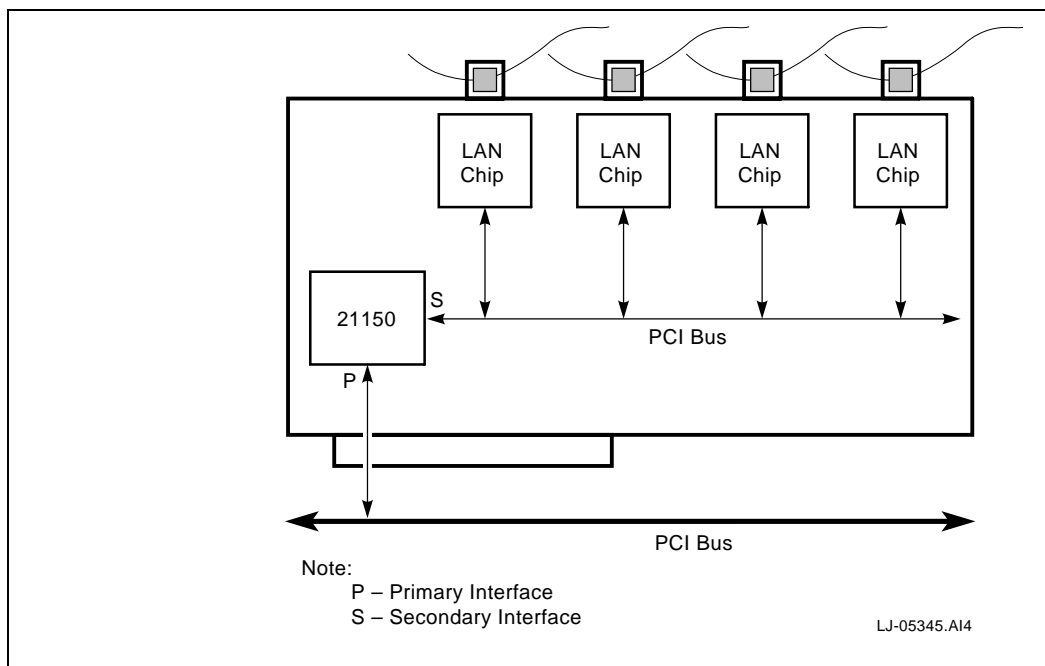 LAN
Chip
LAN
Chip
LAN
Chip
LAN
Chip
21150
S
PCI Bus
P
PCI Bus
Note:
P – Primary Interface
S – Secondary Interface
LJ-05345.AI4